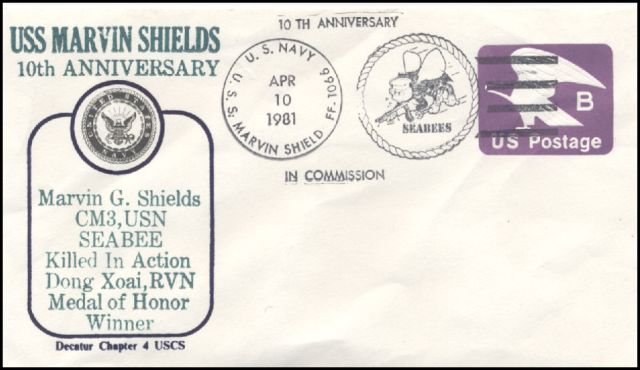 USS MARVIN SHIELDS
10th ANNIVERSARY
Marvin G. Shields
CM3,USN
SEABEE
Killed In Action
Dong Xoai,RVN
Medal of Honor
Winner
Decatur Chapter 4 USCS
10 TH ANNIVERSARY
U. S. NAVY
APR
10
1981
U. S. S. MARVIN SHIELD FF-1066
SEABEES
IN COMMISSION
B
US Postage